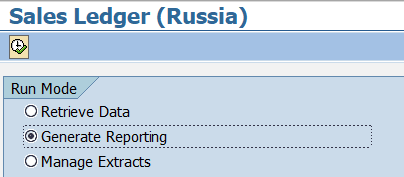 Sales Ledger (Russia)
Run Mode
Retrieve Data
Generate Reporting
Manage Extracts